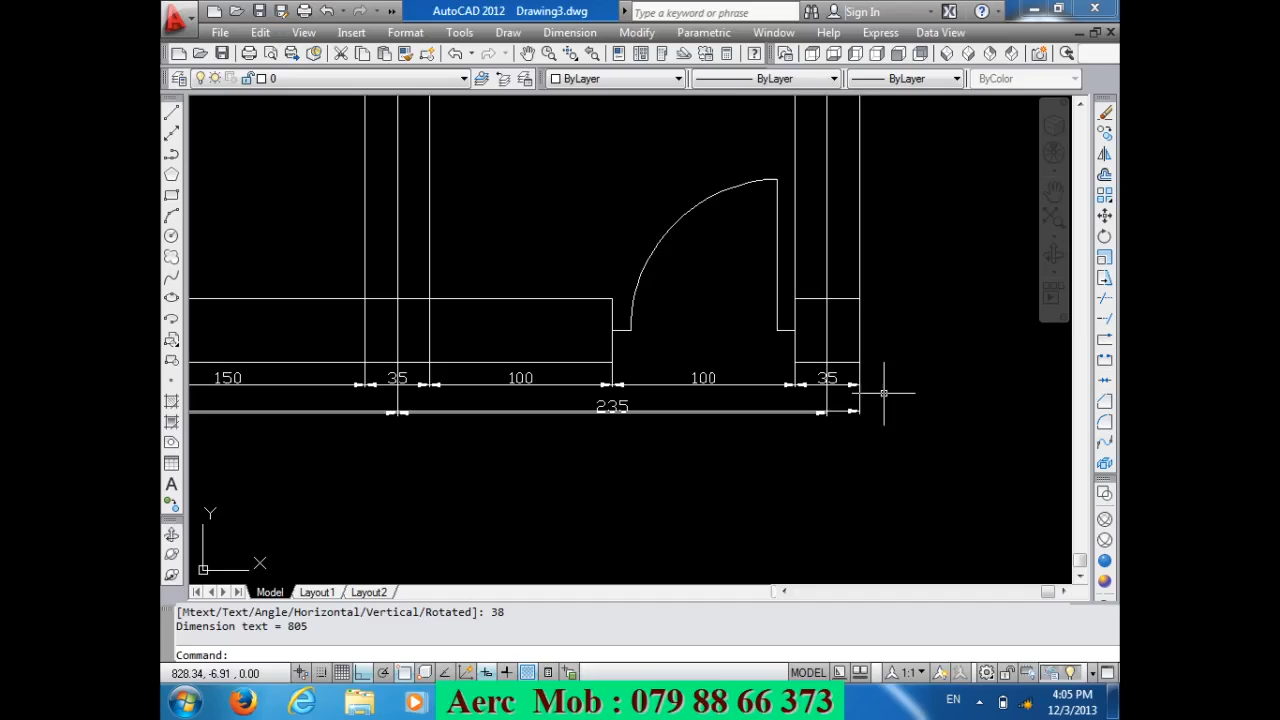 AutoCAD 2012 Drawing3.dwg
Type a keyword or phrase
Sign In
File Edit View Insert Format Tools Draw Dimension Modify Parametric Window Help Express Data View
0
ByLayer
ByLayer
ByLayer
ByColor
150 35 100 100 35
235
Y
X
Model Layout1 Layout2
[Mtext/Text/Angle/Horizontal/Vertical/Rotated]: 38
Dimension text = 805
Command:
828.34, -6.91 , 0.00
MODEL
1:1
Aerc Mob : 079 88 66 373
EN
4:05 PM
12/3/2013